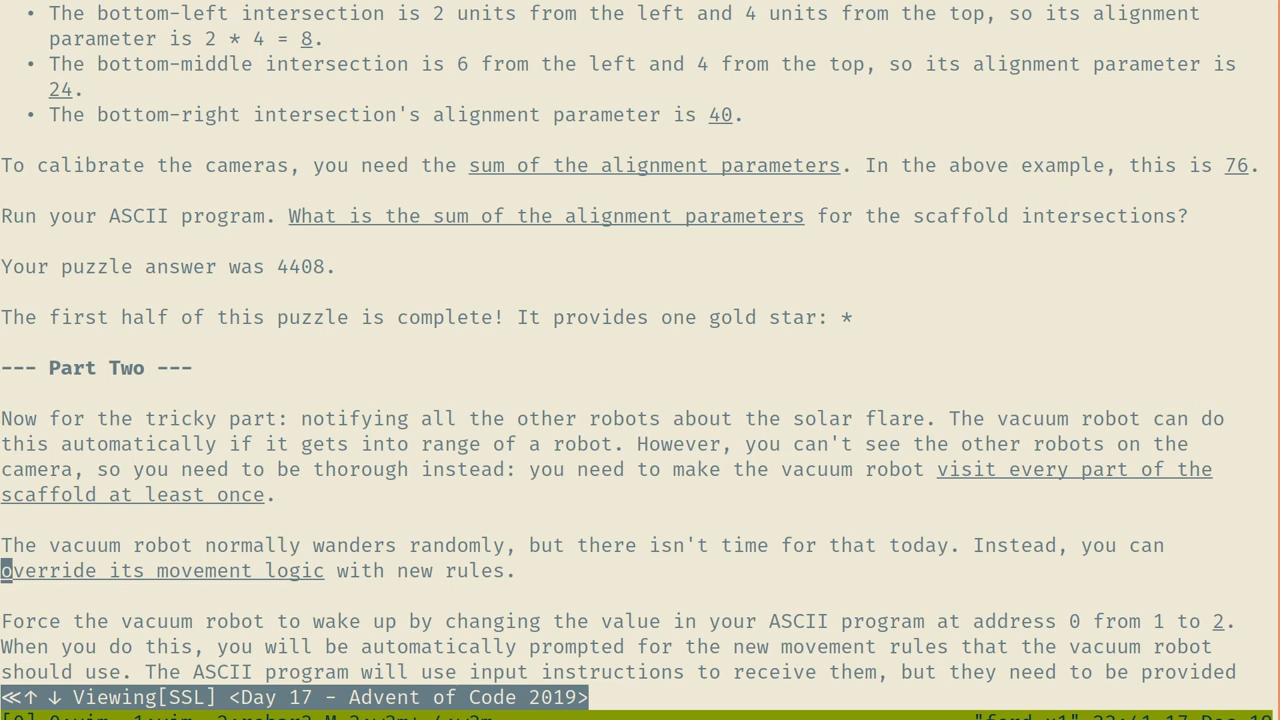 • The bottom-left intersection is 2 units from the left and 4 units from the top, so its alignment
parameter is 2 * 4 = 8.
• The bottom-middle intersection is 6 from the left and 4 from the top, so its alignment parameter is
24.
• The bottom-right intersection's alignment parameter is 40.
To calibrate the cameras, you need the sum of the alignment parameters. In the above example, this is 76.
Run your ASCII program. What is the sum of the alignment parameters for the scaffold intersections?
Your puzzle answer was 4408.
The first half of this puzzle is complete! It provides one gold star: *
--- Part Two ---
Now for the tricky part: notifying all the other robots about the solar flare. The vacuum robot can do
this automatically if it gets into range of a robot. However, you can't see the other robots on the
camera, so you need to be thorough instead: you need to make the vacuum robot visit every part of the
scaffold at least once.
The vacuum robot normally wanders randomly, but there isn't time for that today. Instead, you can
override its movement logic with new rules.
Force the vacuum robot to wake up by changing the value in your ASCII program at address 0 from 1 to 2.
When you do this, you will be automatically prompted for the new movement rules that the vacuum robot
should use. The ASCII program will use input instructions to receive them, but they need to be provided
≪↑ ↓ Viewing[SSL] <Day 17 - Advent of Code 2019>